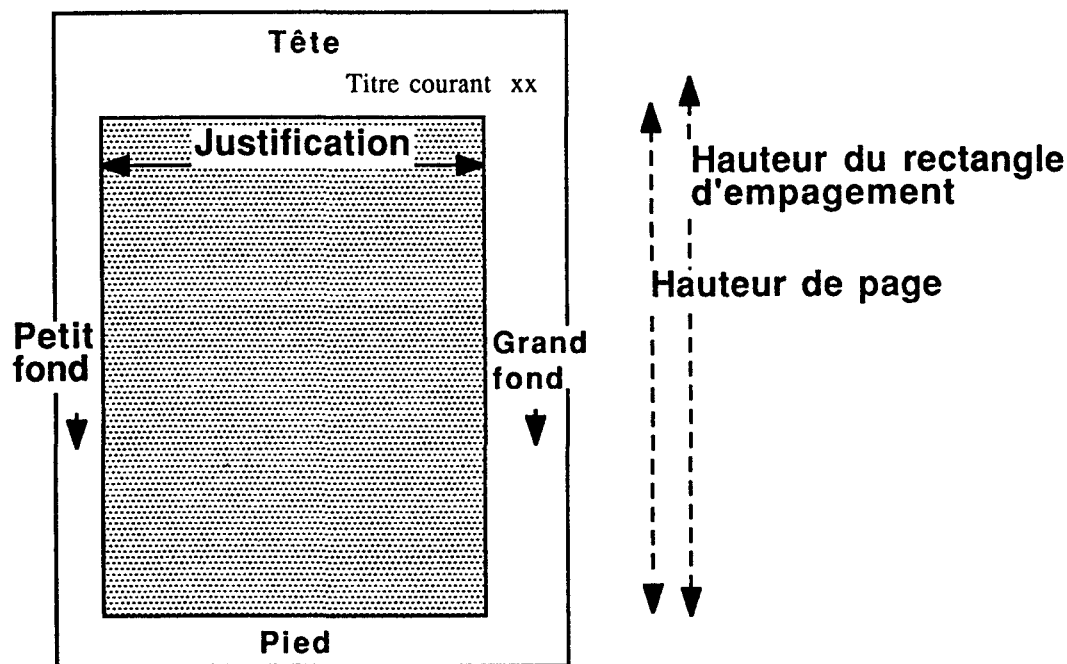 Tête
Titre courant xx
Justification
Hauteur du rectangle
d'empagement
Hauteur de page
Petit
fond
Grand
fond
Pied